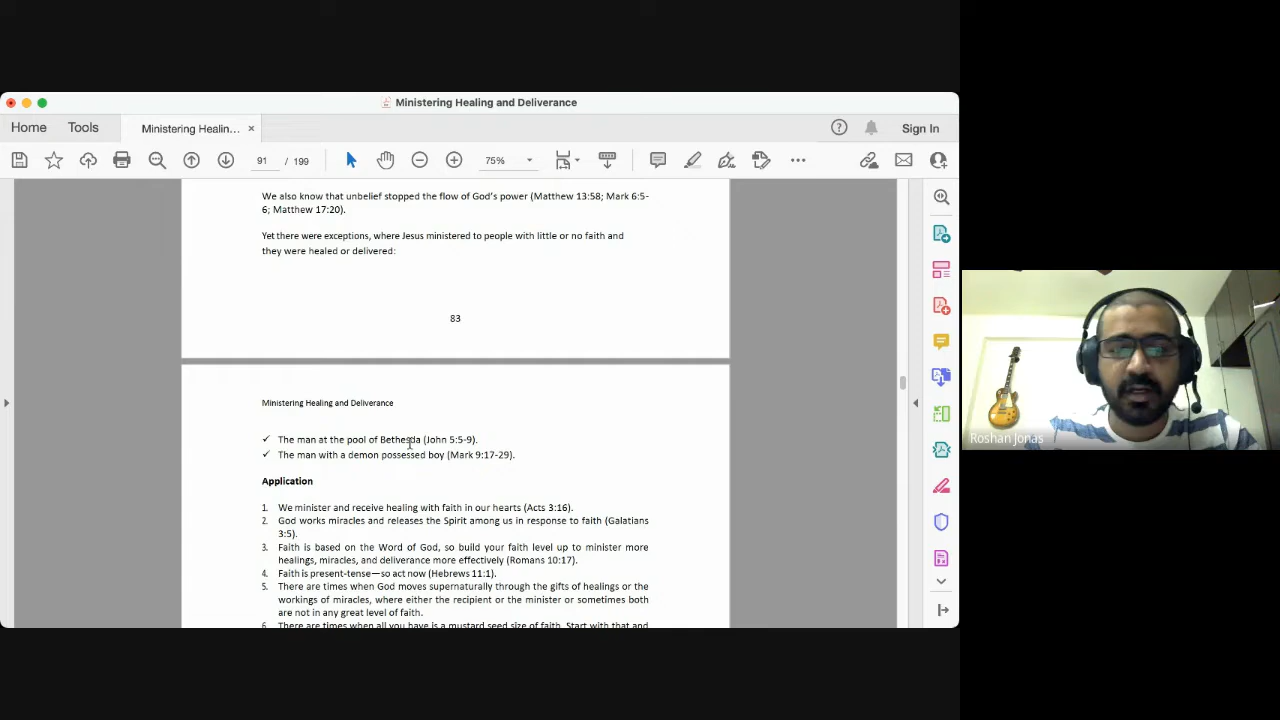 Ministering Healing and Deliverance
Home
Tools
Ministering Healin... ×
?
Sign In
91 / 199
75%
We also know that unbelief stopped the flow of God's power (Matthew 13:58; Mark 6:5-
6; Matthew 17:20).
Yet there were exceptions, where Jesus ministered to people with little or no faith and
they were healed or delivered:
83
Ministering Healing and Deliverance
✓ The man at the pool of Bethesda (John 5:5-9).
✓ The man with a demon possessed boy (Mark 9:17-29).
Application
1. We minister and receive healing with faith in our hearts (Acts 3:16).
2. God works miracles and releases the Spirit among us in response to faith (Galatians
3:5).
3. Faith is based on the Word of God, so build your faith level up to minister more
healings, miracles, and deliverance more effectively (Romans 10:17).
4. Faith is present-tense—so act now (Hebrews 11:1).
5. There are times when God moves supernaturally through the gifts of healings or the
workings of miracles, where either the recipient or the minister or sometimes both
are not in any great level of faith.
6. There are times when all you have is a mustard seed size of faith. Start with that and
Roshan Jonas